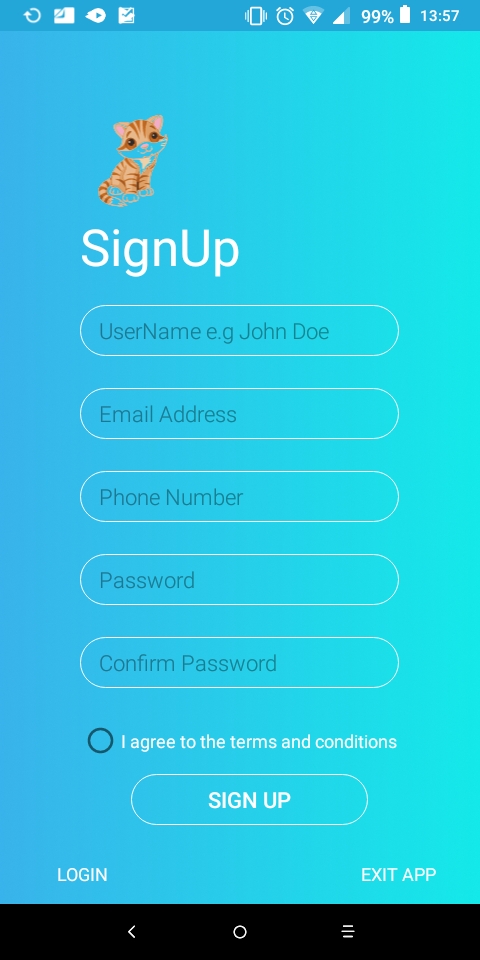 99% 13:57
SignUp
UserName e.g John Doe
Email Address
Phone Number
Password
Confirm Password
I agree to the terms and conditions
SIGN UP
LOGIN EXIT APP